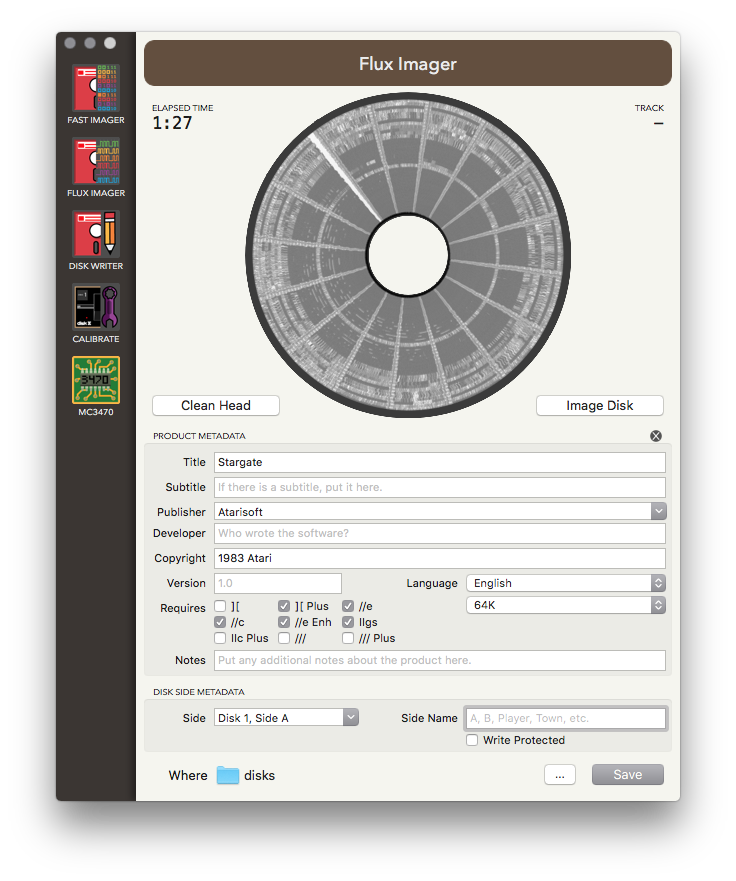 Flux Imager
FAST IMAGER
FLUX IMAGER
DISK WRITER
disk II
CALIBRATE
3470
MC3470
ELAPSED TIME
1:27
TRACK
–
Clean Head
Image Disk
PRODUCT METADATA
Title Stargate
Subtitle If there is a subtitle, put it here.
Publisher Atarisoft
Developer Who wrote the software?
Copyright 1983 Atari
Version 1.0 Language English
Requires ][ ][ Plus //e 64K
//c //e Enh IIgs
IIc Plus /// /// Plus
Notes Put any additional notes about the product here.
DISK SIDE METADATA
Side Disk 1, Side A Side Name A, B, Player, Town, etc.
Write Protected
Where disks ... Save